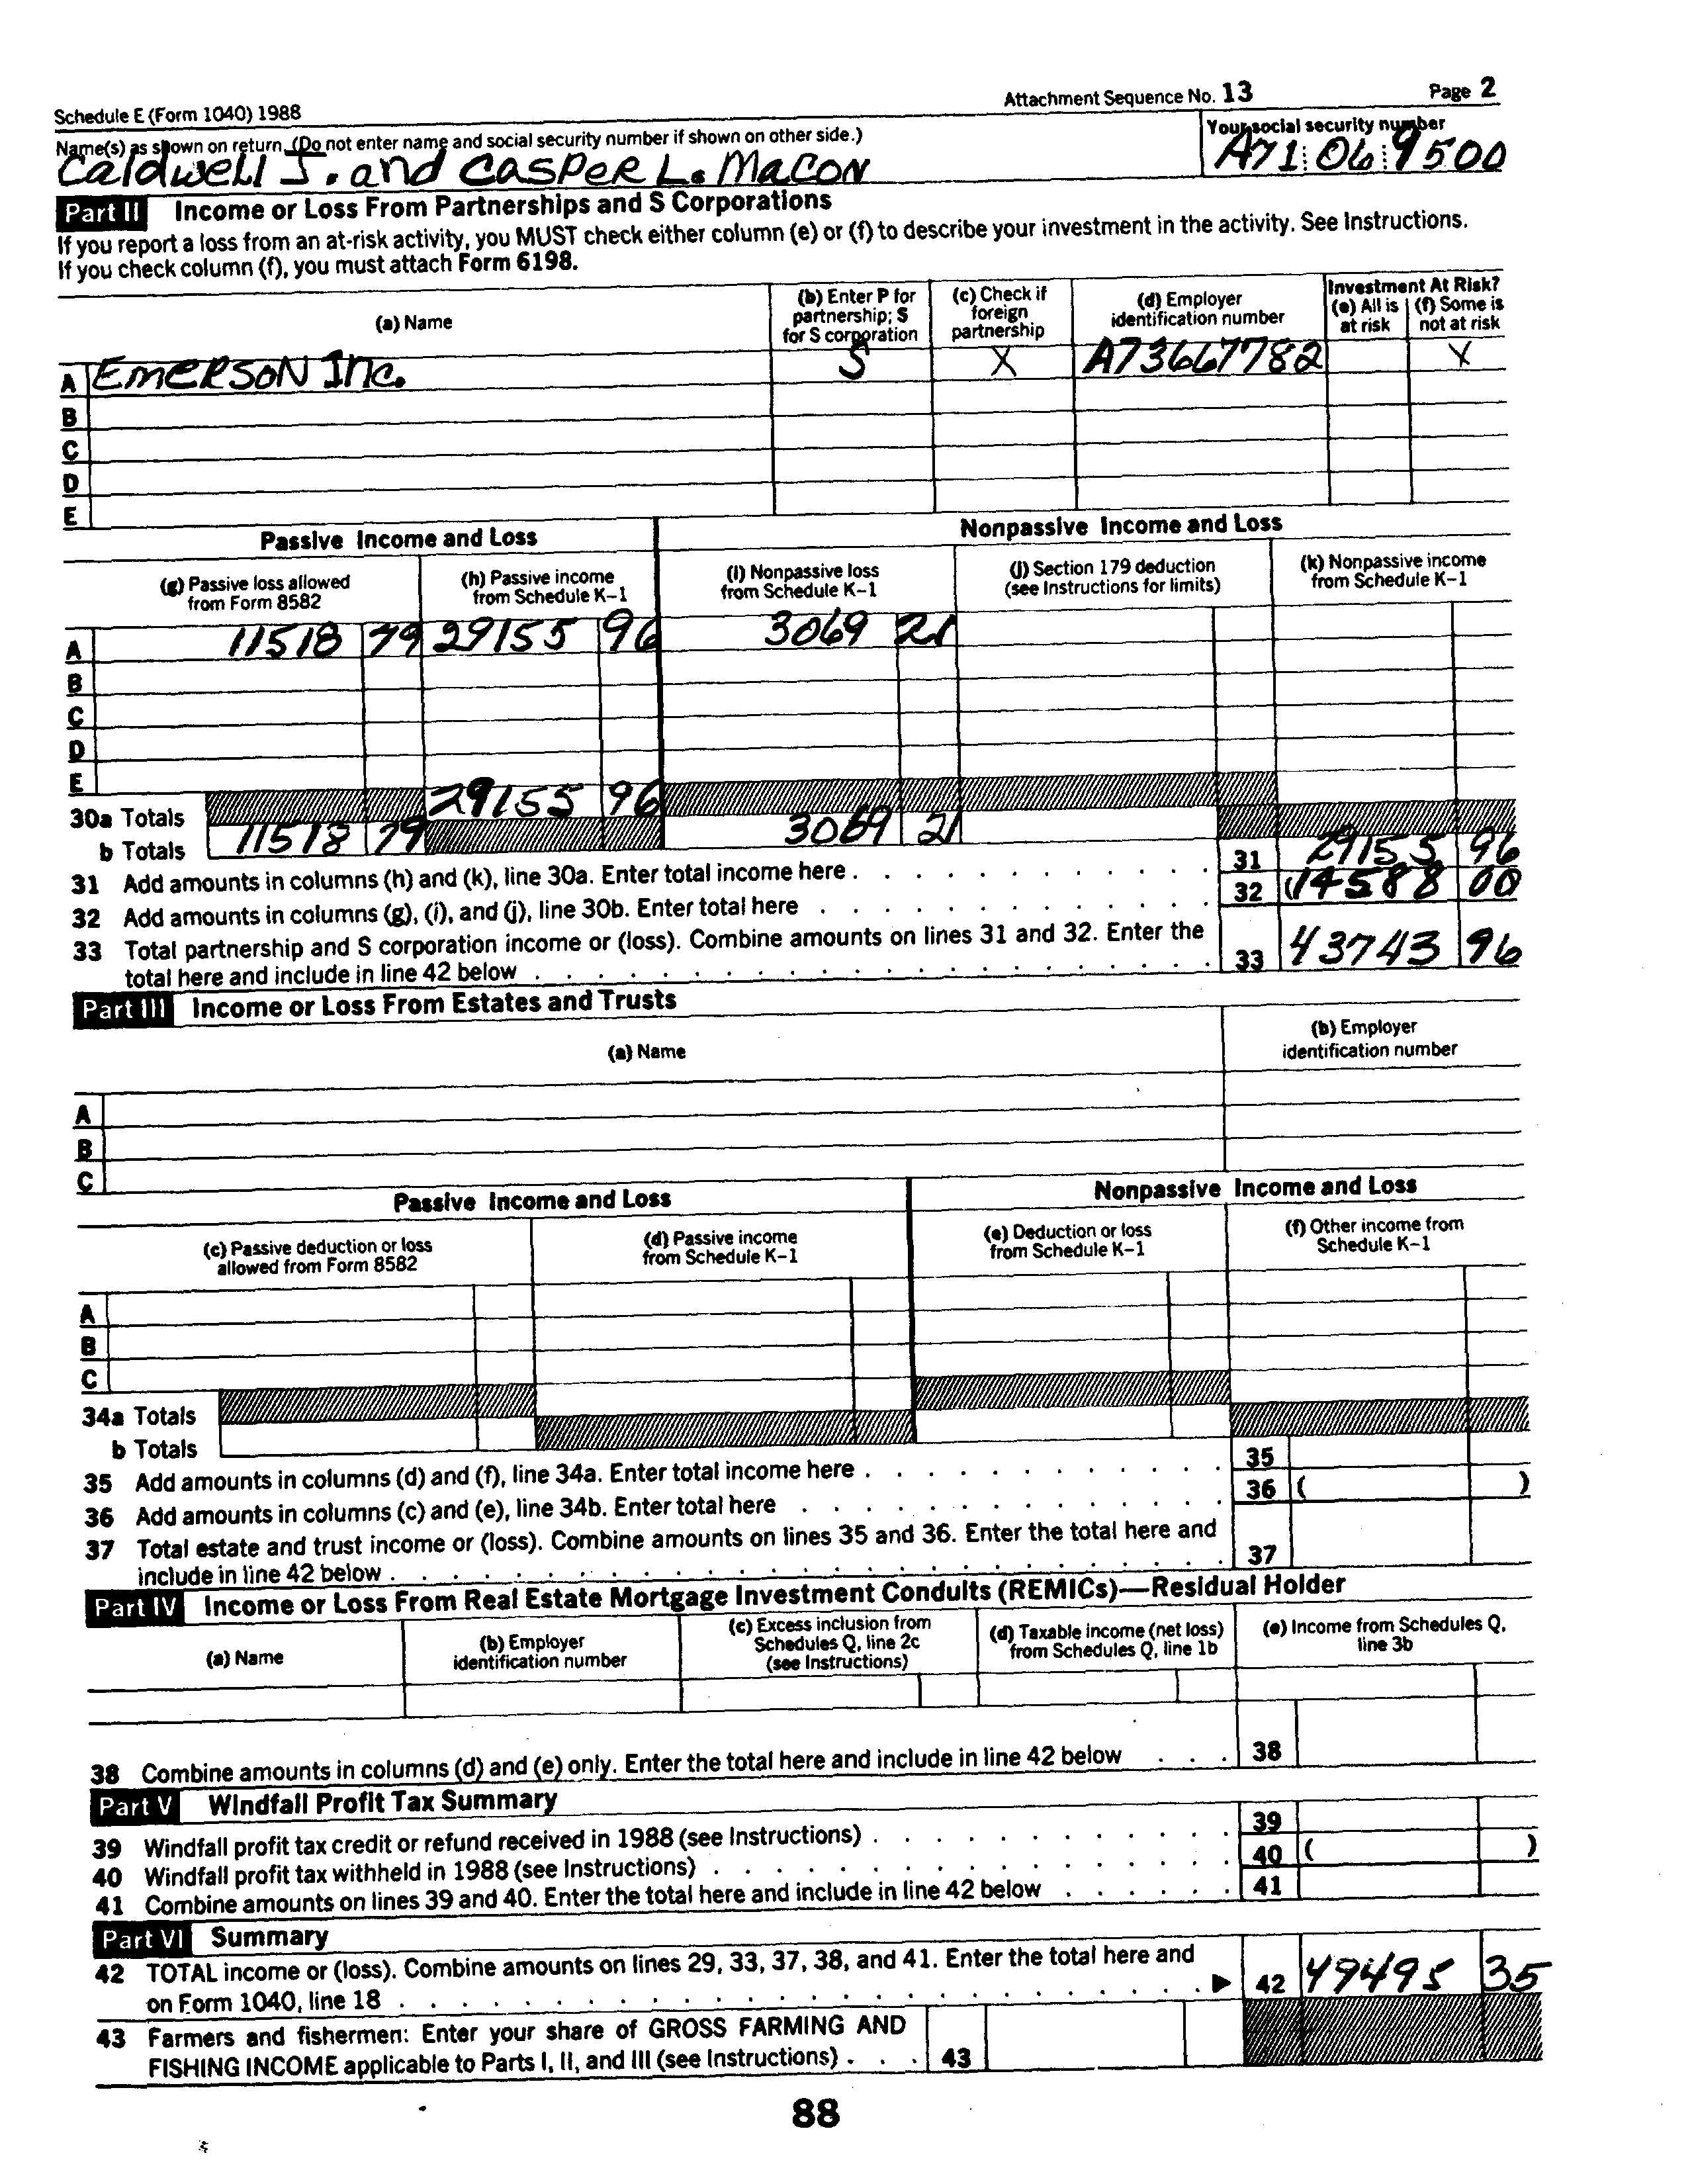 Schedule E (Form 1040) 1988 Attachment Sequence No. 13 Page 2
Name(s) as shown on return. (Do not enter name and social security number if shown on other side.) Your social security number
Caldwell J. and Casper L. Macon A71 06 9500
Part II Income or Loss From Partnerships and S Corporations
If you report a loss from an at-risk activity, you MUST check either column (e) or (f) to describe your investment in the activity. See Instructions.
If you check column (f), you must attach Form 6198.
(a) Name (b) Enter P for partnership; S for S corporation (c) Check if foreign partnership (d) Employer identification number Investment At Risk? (e) All is at risk (f) Some is not at risk
A Emerson Inc. S X A73667782 X
B
C
D
E
Passive Income and Loss Nonpassive Income and Loss
(g) Passive loss allowed from Form 8582 (h) Passive income from Schedule K-1 (i) Nonpassive loss from Schedule K-1 (j) Section 179 deduction (see Instructions for limits) (k) Nonpassive income from Schedule K-1
A 11518 79 29155 96 3069 21
B
C
D
E
30a Totals 29155 96
b Totals 11518 79 3069 21
31 Add amounts in columns (h) and (k), line 30a. Enter total income here . 31 29155 96
32 Add amounts in columns (g), (i), and (j), line 30b. Enter total here 32 (14588 00
33 Total partnership and S corporation income or (loss). Combine amounts on lines 31 and 32. Enter the
total here and include in line 42 below 33 43743 96
Part III Income or Loss From Estates and Trusts
(a) Name (b) Employer identification number
A
B
C
Passive Income and Loss Nonpassive Income and Loss
(c) Passive deduction or loss allowed from Form 8582 (d) Passive income from Schedule K-1 (e) Deduction or loss from Schedule K-1 (f) Other income from Schedule K-1
A
B
C
34a Totals
b Totals
35 Add amounts in columns (d) and (f), line 34a. Enter total income here . 35
36 Add amounts in columns (c) and (e), line 34b. Enter total here 36 ( )
37 Total estate and trust income or (loss). Combine amounts on lines 35 and 36. Enter the total here and
include in line 42 below . 37
Part IV Income or Loss From Real Estate Mortgage Investment Conduits (REMICs)—Residual Holder
(a) Name (b) Employer identification number (c) Excess inclusion from Schedules Q, line 2c (see Instructions) (d) Taxable income (net loss) from Schedules Q, line 1b (e) Income from Schedules Q, line 3b
38 Combine amounts in columns (d) and (e) only. Enter the total here and include in line 42 below 38
Part V Windfall Profit Tax Summary
39 Windfall profit tax credit or refund received in 1988 (see Instructions) . 39
40 Windfall profit tax withheld in 1988 (see Instructions) 40 ( )
41 Combine amounts on lines 39 and 40. Enter the total here and include in line 42 below 41
Part VI Summary
42 TOTAL income or (loss). Combine amounts on lines 29, 33, 37, 38, and 41. Enter the total here and
on Form 1040, line 18 . ▶ 42 49495 35
43 Farmers and fishermen: Enter your share of GROSS FARMING AND
FISHING INCOME applicable to Parts I, II, and III (see Instructions) . 43
88